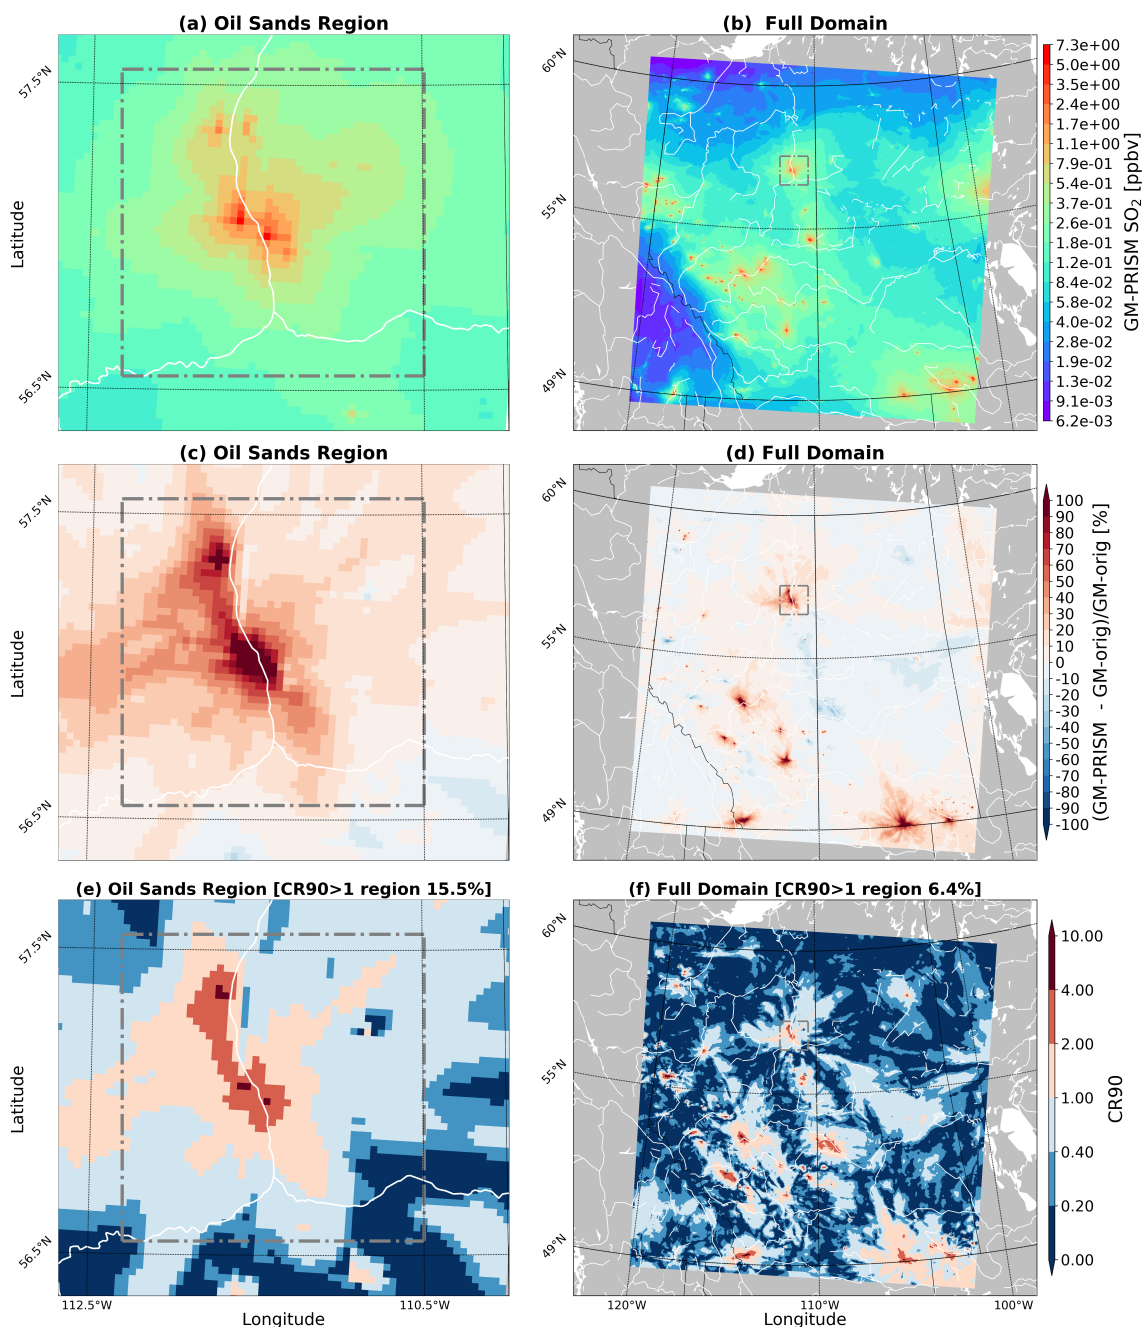 (a) Oil Sands Region
(b) Full Domain
57.5°N
56.5°N
Latitude
60°N
55°N
49°N
7.3e+00
5.0e+00
3.5e+00
2.4e+00
1.7e+00
1.1e+00
7.9e-01
5.4e-01
3.7e-01
2.6e-01
1.8e-01
1.2e-01
8.4e-02
5.8e-02
4.0e-02
2.8e-02
1.9e-02
1.3e-02
9.1e-03
6.2e-03
GM-PRISM SO₂ [ppbv]
(c) Oil Sands Region
(d) Full Domain
57.5°N
56.5°N
Latitude
60°N
55°N
49°N
100
90
80
70
60
50
40
30
20
10
0
-10
-20
-30
-40
-50
-60
-70
-80
-90
-100
(GM-PRISM - GM-orig)/GM-orig [%]
(e) Oil Sands Region [CR90>1 region 15.5%]
(f) Full Domain [CR90>1 region 6.4%]
57.5°N
56.5°N
Latitude
60°N
55°N
49°N
10.00
4.00
2.00
1.00
0.40
0.20
0.00
CR90
112.5°W
110.5°W
Longitude
120°W
110°W
100°W
Longitude